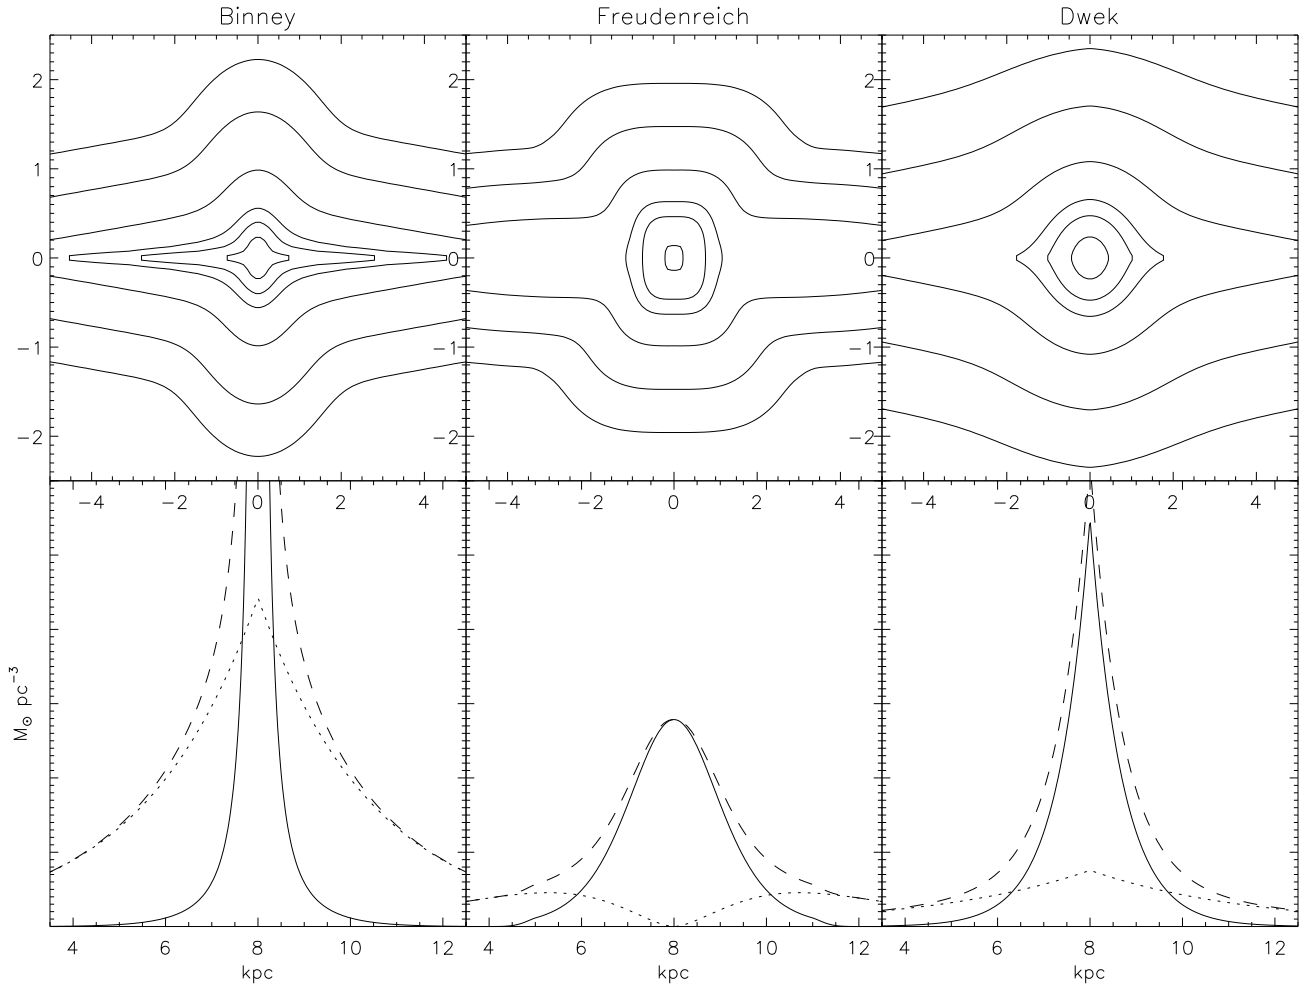 Binney Freudenreich Dwek
2 2 2
1 1 1
0 0 0
−1 −1 −1
−2 −2 −2
−4 −2 0 2 4 −4 −2 0 2 4 −4 −2 0 2 4
M⊙ pc−3
4 6 8 10 12 4 6 8 10 12 4 6 8 10 12
kpc kpc kpc